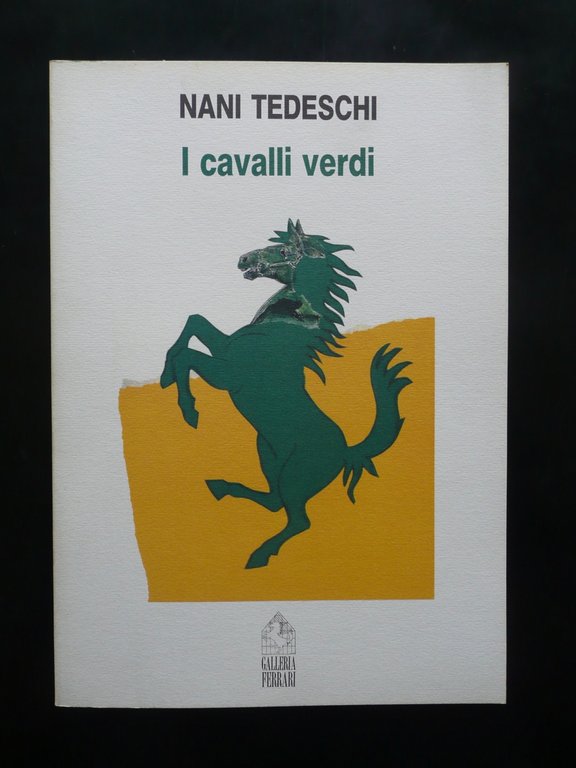 NANI TEDESCHI
I cavalli verdi
GALLERIA
FERRARI